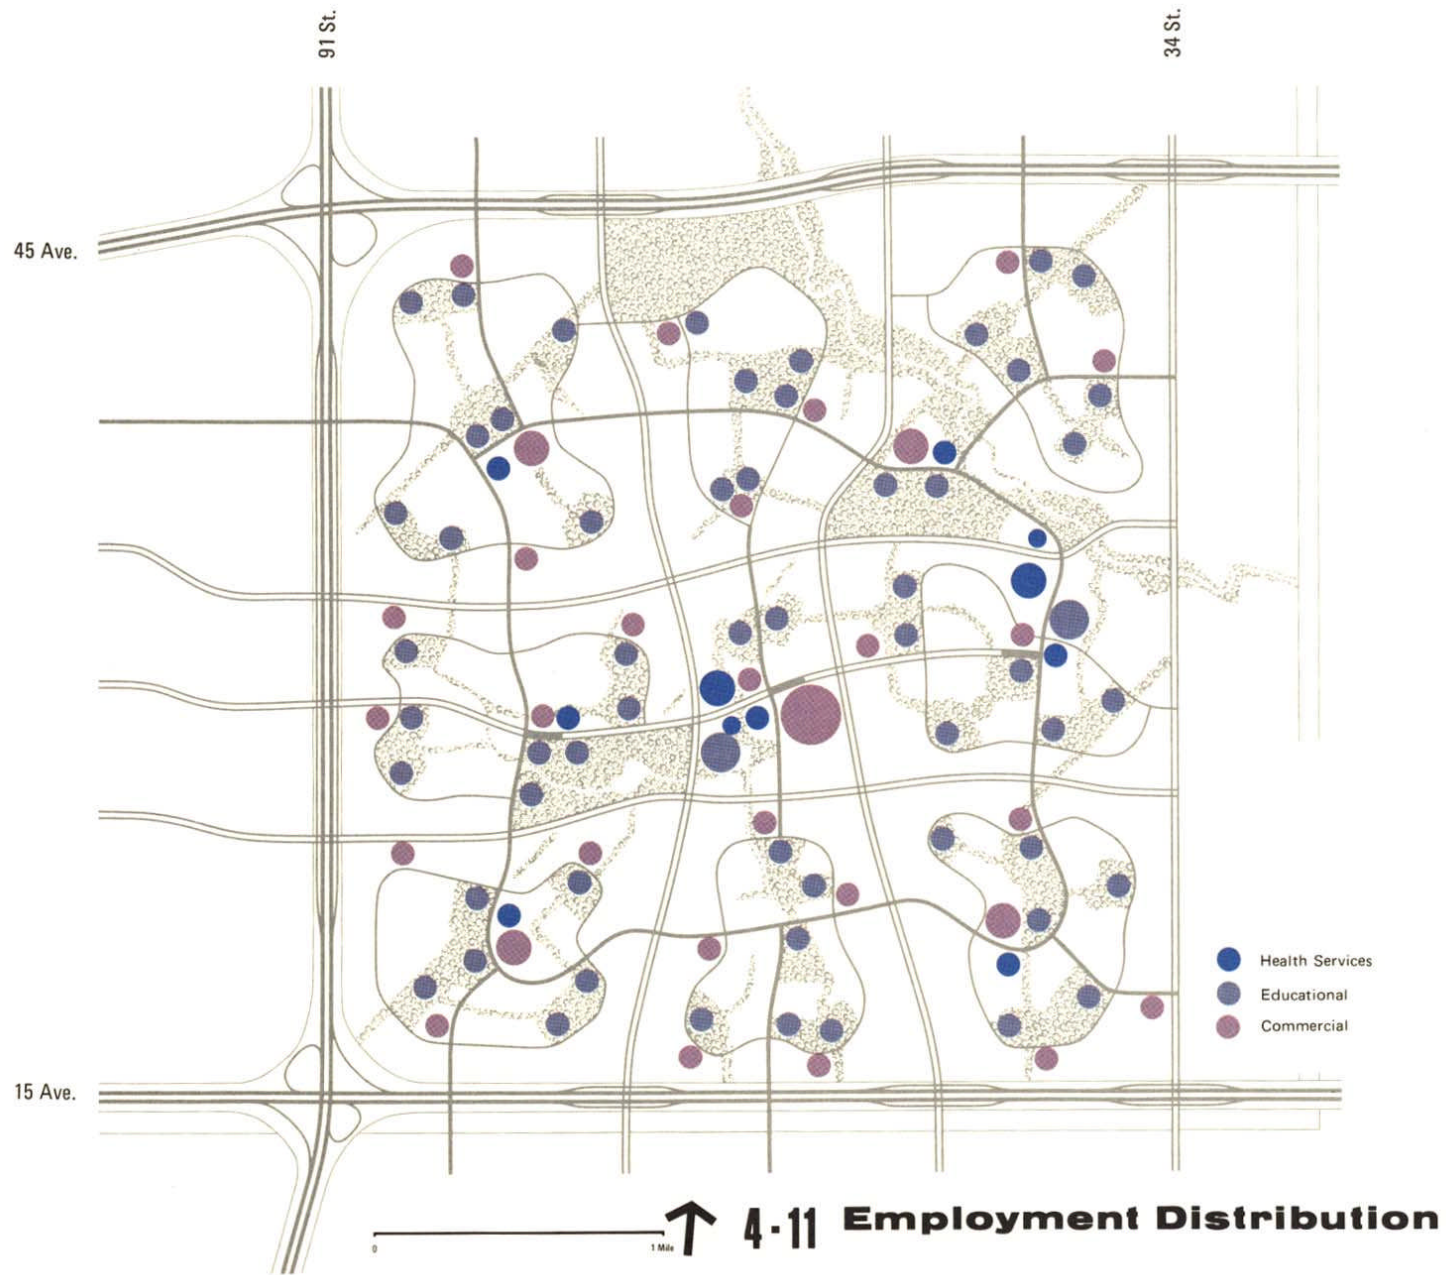 91 St.
34 St.
45 Ave.
Health Services
Educational
Commercial
15 Ave.
0 1 Mile
4-11 Employment Distribution